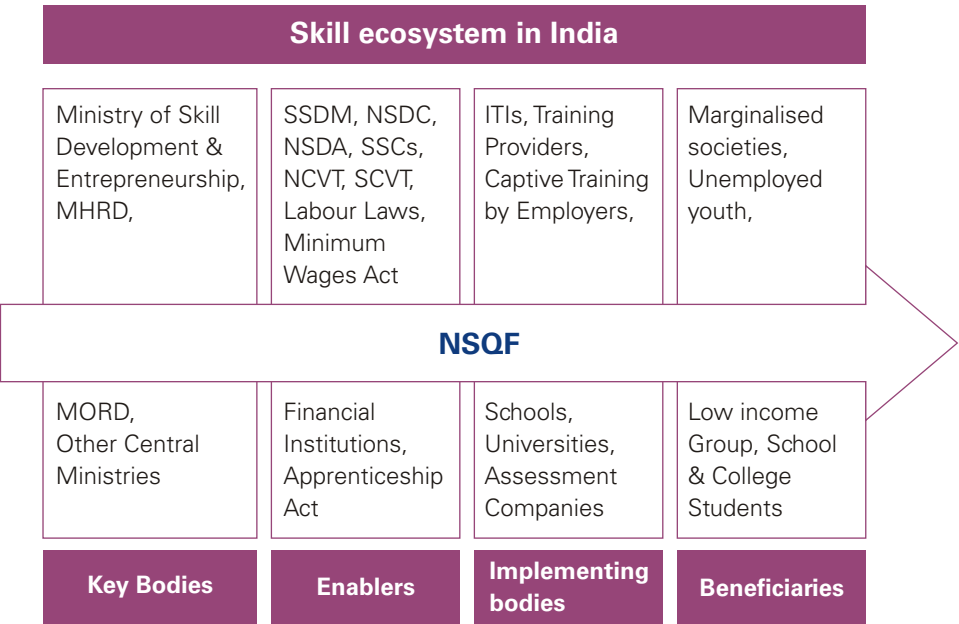 Skill ecosystem in India
Ministry of Skill
Development &
Entrepreneurship,
MHRD,
SSDM, NSDC,
NSDA, SSCs,
NCVT, SCVT,
Labour Laws,
Minimum
Wages Act
ITIs, Training
Providers,
Captive Training
by Employers,
Marginalised
societies,
Unemployed
youth,
NSQF
MORD,
Other Central
Ministries
Financial
Institutions,
Apprenticeship
Act
Schools,
Universities,
Assessment
Companies
Low income
Group, School
& College
Students
Key Bodies
Enablers
Implementing
bodies
Beneficiaries